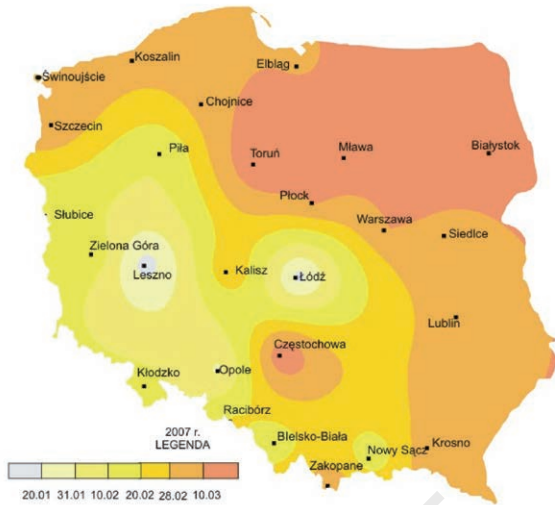 Koszalin
Elbląg
Świnoujście
Chojnice
Szczecin
Piła
Toruń
Mława
Białystok
Płock
Słubice
Warszawa
Siedlce
Zielona Góra
Leszno
Kalisz
Łódź
Lublin
Częstochowa
Kłodzko
Opole
Racibórz
2007 r.
LEGENDA
Bielsko-Biała
Nowy Sącz
Krosno
Zakopane
20.01 31.01 10.02 20.02 28.02 10.03